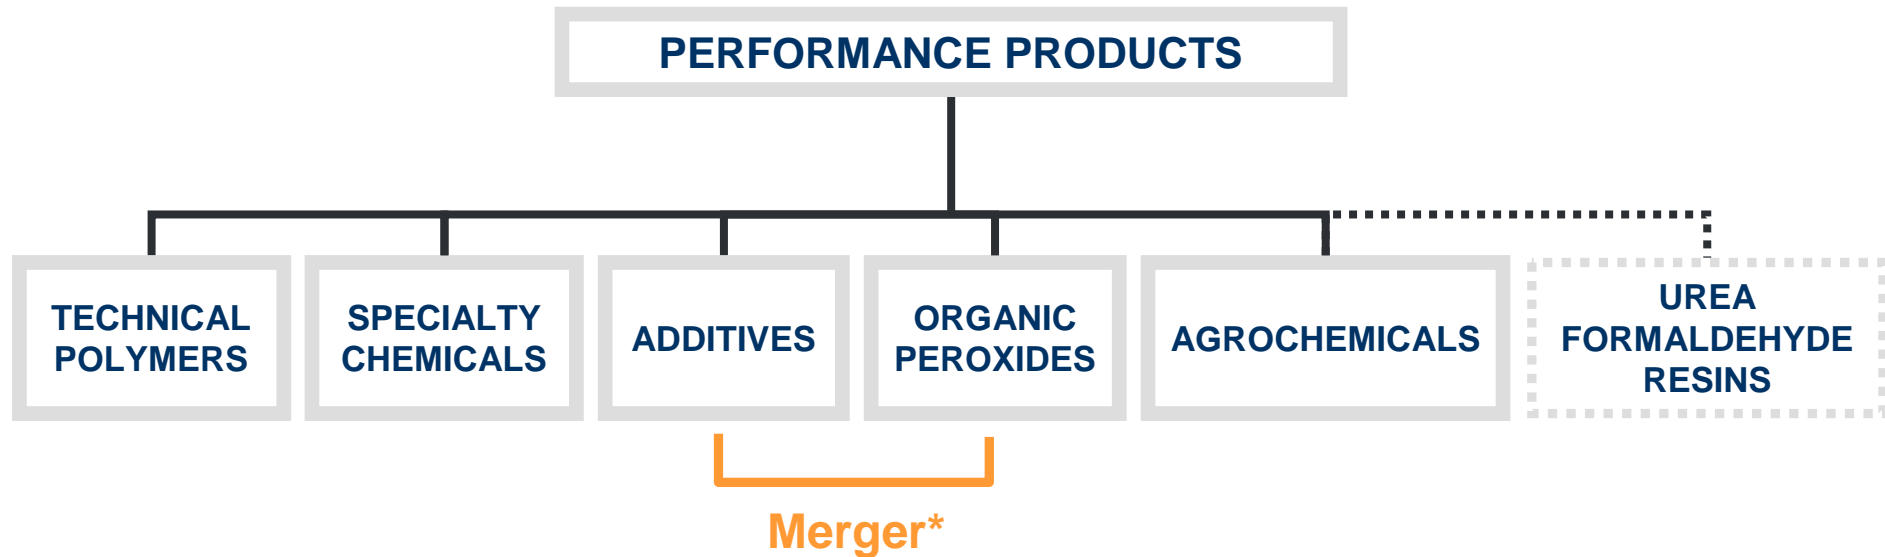 PERFORMANCE PRODUCTS
TECHNICAL
POLYMERS
SPECIALTY
CHEMICALS
ADDITIVES
ORGANIC
PEROXIDES
AGROCHEMICALS
UREA
FORMALDEHYDE
RESINS
Merger*